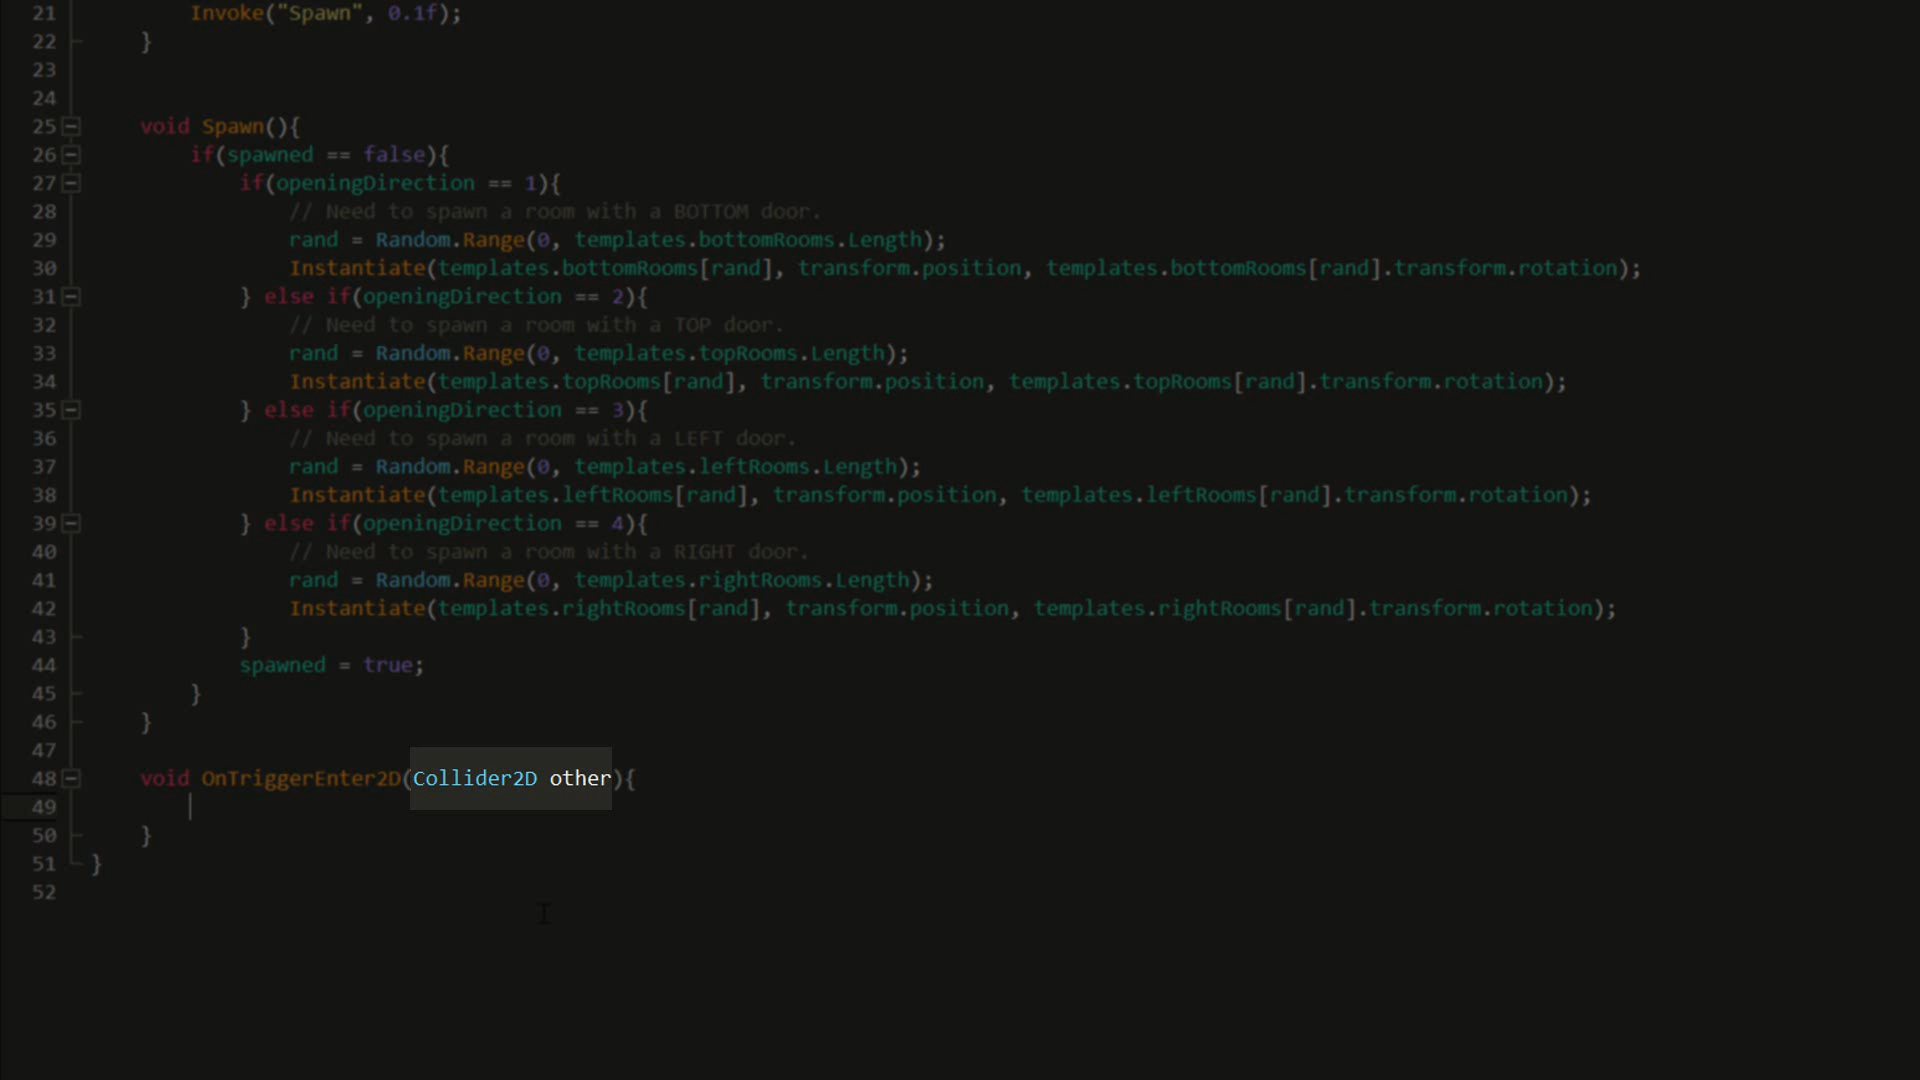 21 Invoke("Spawn", 0.1f);
22 }
23
24
25 void Spawn(){
26 if(spawned == false){
27 if(openingDirection == 1){
28 // Need to spawn a room with a BOTTOM door.
29 rand = Random.Range(0, templates.bottomRooms.Length);
30 Instantiate(templates.bottomRooms[rand], transform.position, templates.bottomRooms[rand].transform.rotation);
31 } else if(openingDirection == 2){
32 // Need to spawn a room with a TOP door.
33 rand = Random.Range(0, templates.topRooms.Length);
34 Instantiate(templates.topRooms[rand], transform.position, templates.topRooms[rand].transform.rotation);
35 } else if(openingDirection == 3){
36 // Need to spawn a room with a LEFT door.
37 rand = Random.Range(0, templates.leftRooms.Length);
38 Instantiate(templates.leftRooms[rand], transform.position, templates.leftRooms[rand].transform.rotation);
39 } else if(openingDirection == 4){
40 // Need to spawn a room with a RIGHT door.
41 rand = Random.Range(0, templates.rightRooms.Length);
42 Instantiate(templates.rightRooms[rand], transform.position, templates.rightRooms[rand].transform.rotation);
43 }
44 spawned = true;
45 }
46 }
47
48 void OnTriggerEnter2D(Collider2D other){
49
50 }
51 }
52